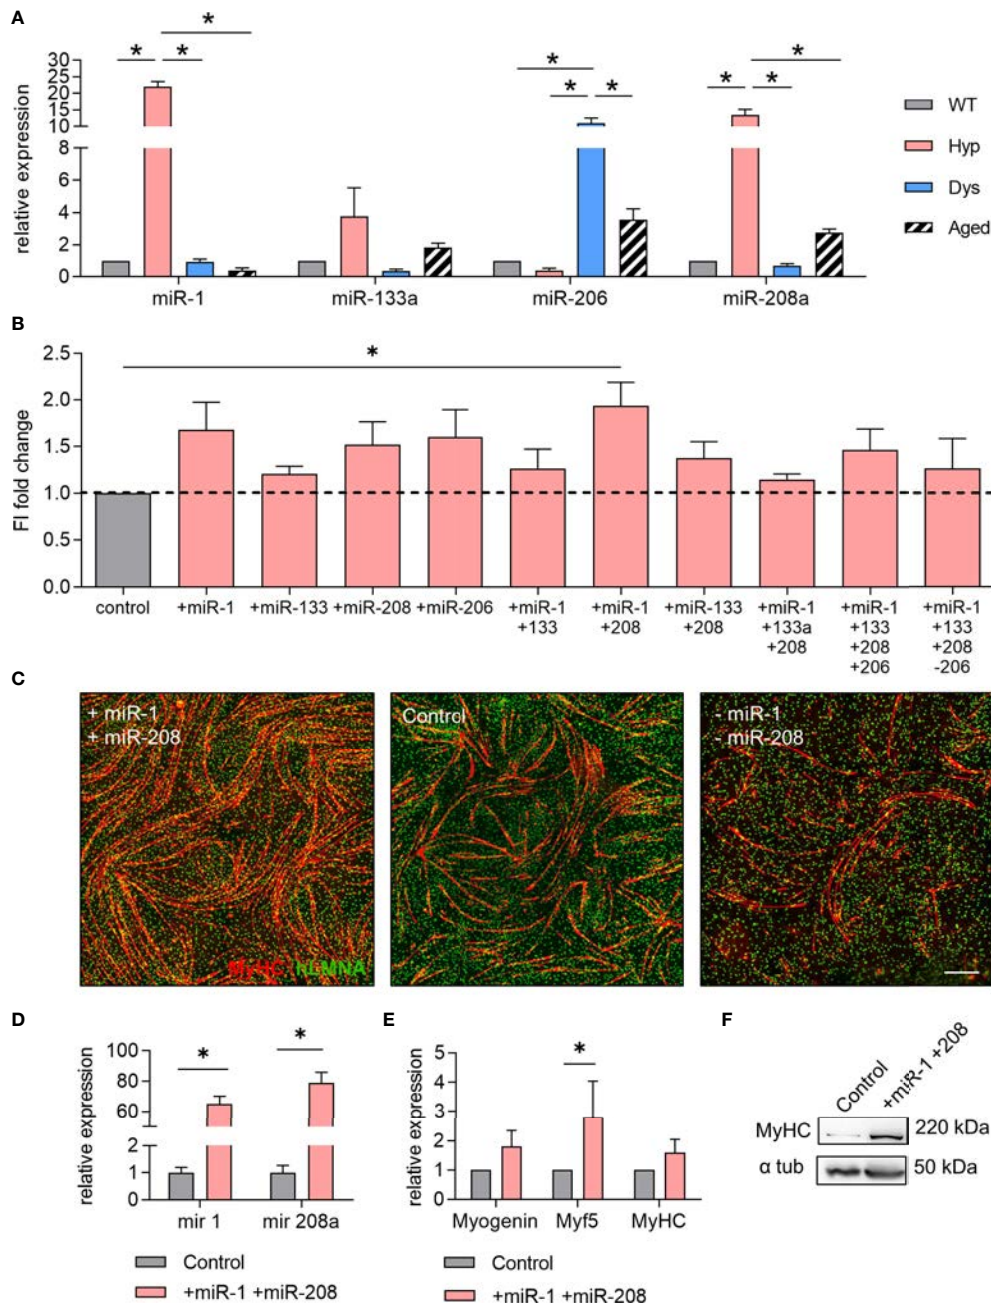 A
*
*
*
*
*
*
*
*
*
30
25
20
15
10
8
6
4
2
0
relative expression
miR-1
miR-133a
miR-206
miR-208a
WT
Hyp
Dys
Aged
B
*
2.5
2.0
1.5
1.0
0.5
0.0
FI fold change
control
+miR-1
+miR-133
+miR-208
+miR-206
+miR-1
+133
+miR-1
+208
+miR-133
+208
+miR-1
+133a
+208
+miR-1
+133
+208
+206
+miR-1
+133
+208
-206
C
+ miR-1
+ miR-208
MyHC hLMNA
Control
- miR-1
- miR-208
D
*
*
100
80
60
2
1
0
relative expression
mir 1
mir 208a
Control
+miR-1 +miR-208
E
*
5
4
3
2
1
0
relative expression
Myogenin
Myf5
MyHC
Control
+miR-1 +miR-208
F
Control
+miR-1 +208
MyHC
220 kDa
α tub
50 kDa